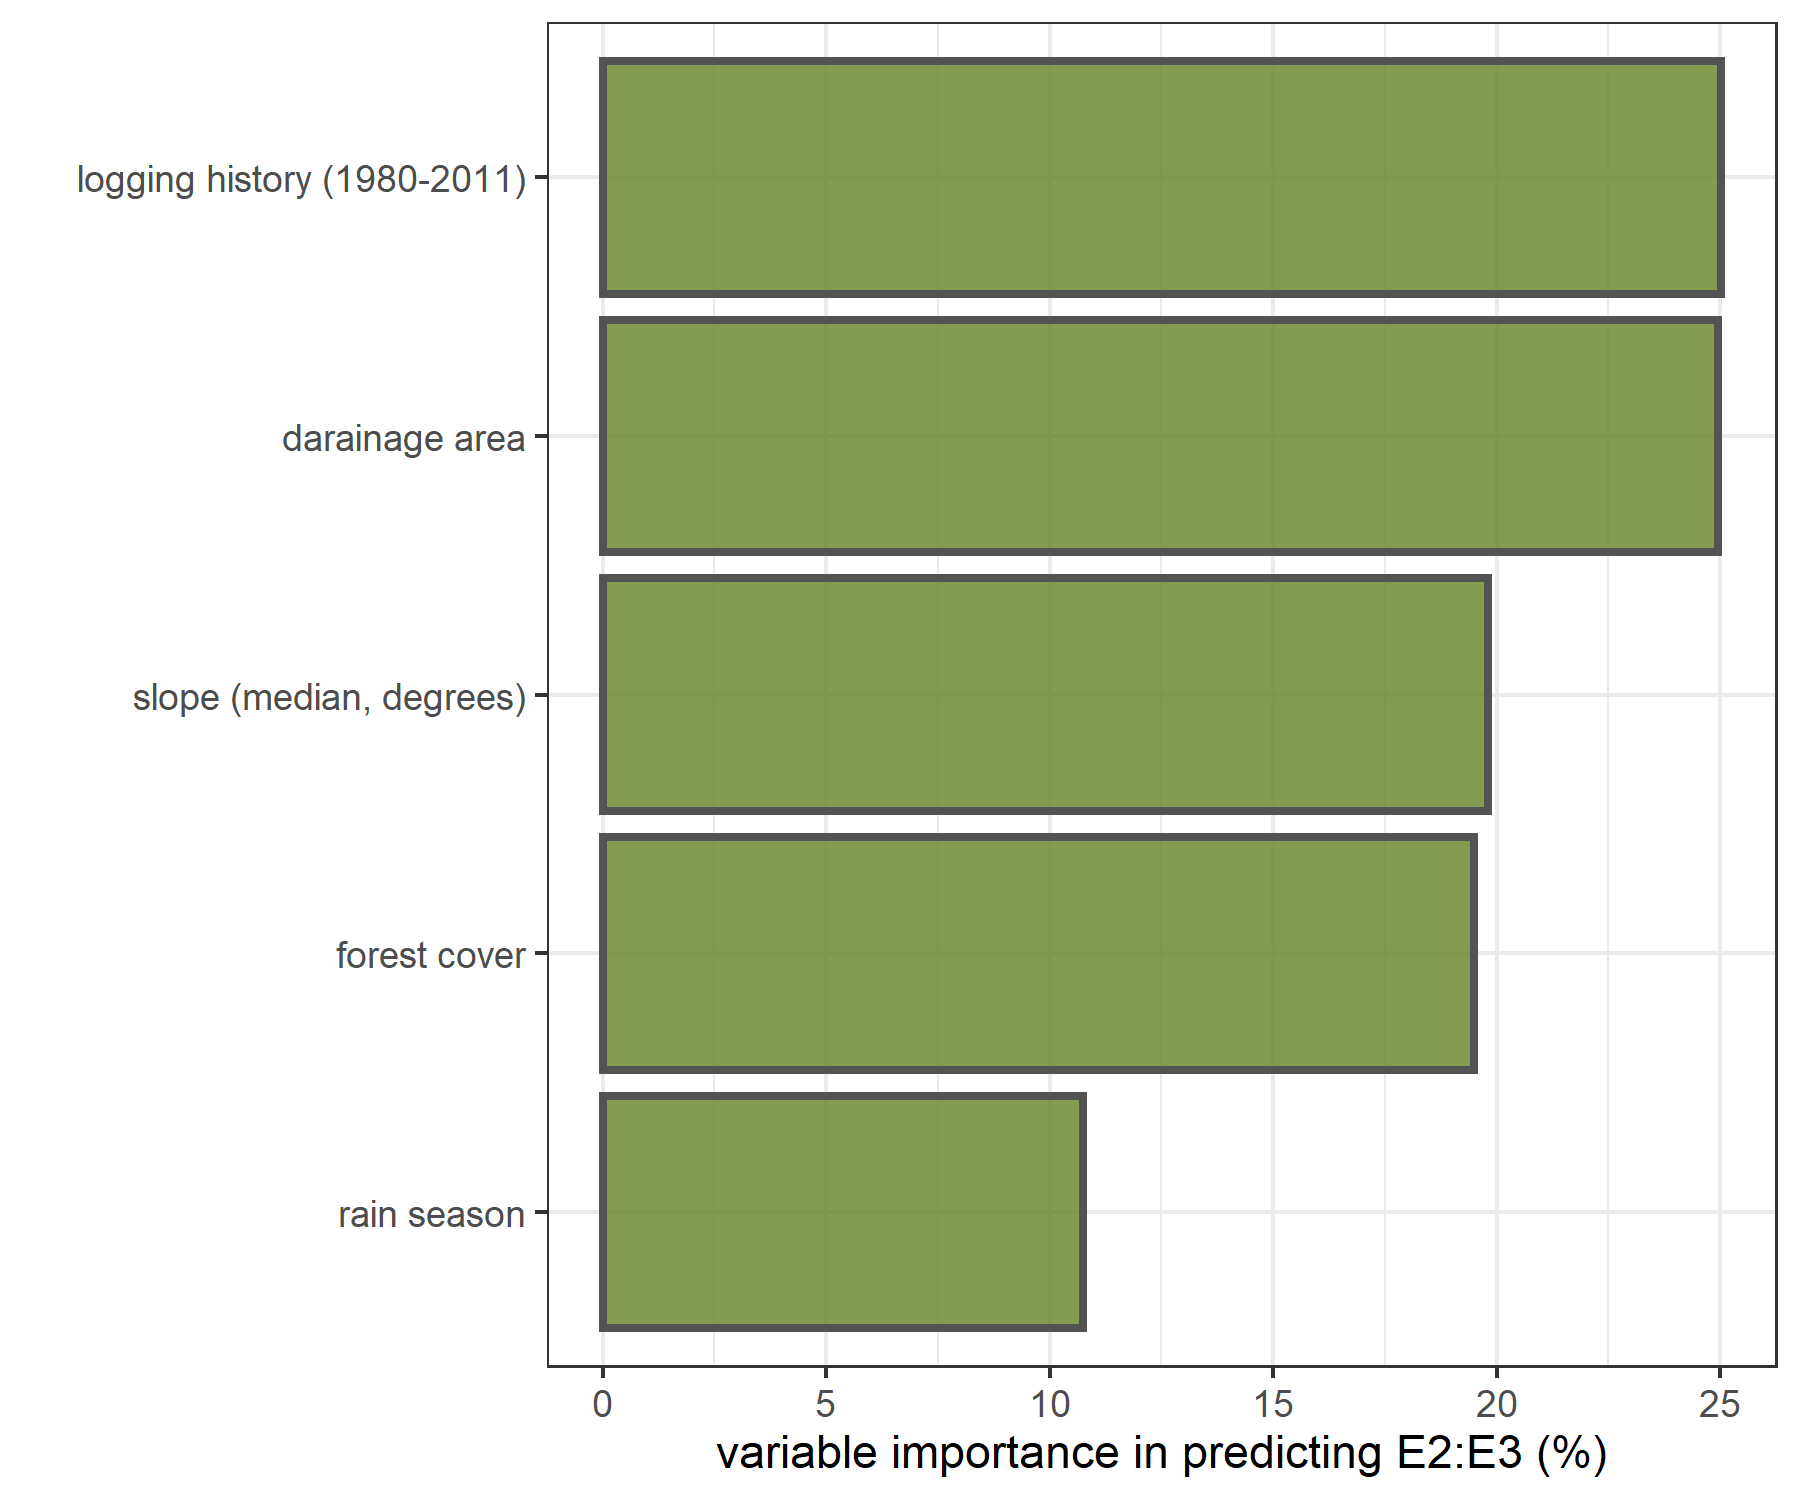 logging history (1980-2011)
darainage area
slope (median, degrees)
forest cover
rain season
0 5 10 15 20 25
variable importance in predicting E2:E3 (%)